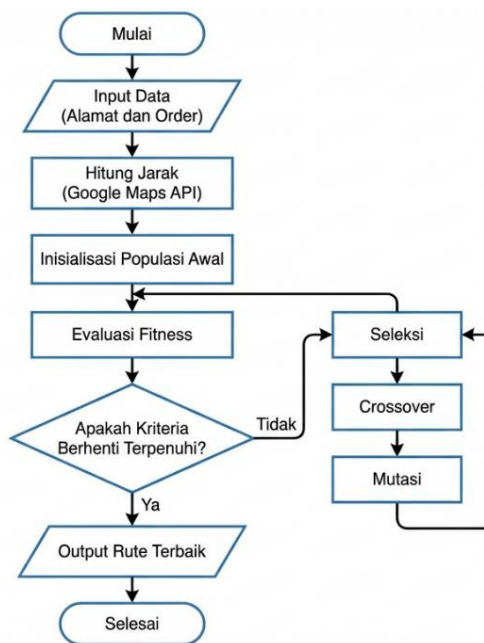 Mulai
Input Data
(Alamat dan Order)
Hitung Jarak
(Google Maps API)
Inisialisasi Populasi Awal
Evaluasi Fitness
Apakah Kriteria
Berhenti Terpenuhi?
Tidak
Seleksi
Crossover
Mutasi
Ya
Output Rute Terbaik
Selesai